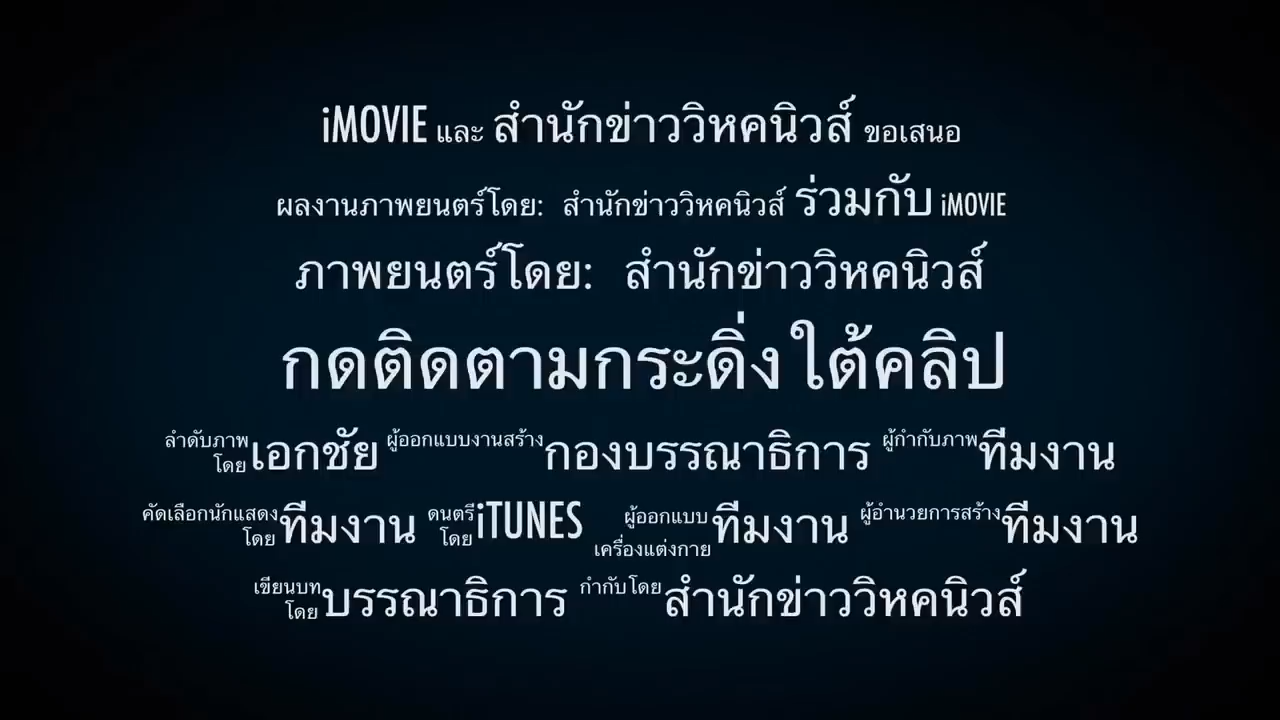 iMOVIE และ สำนักข่าววิหคนิวส์ ขอเสนอ
ผลงานภาพยนตร์โดย: สำนักข่าววิหคนิวส์ ร่วมกับ iMOVIE
ภาพยนตร์โดย: สำนักข่าววิหคนิวส์
กดติดตามกระดิ่งใต้คลิป
ลำดับภาพโดย เอกชัย ผู้ออกแบบงานสร้าง กองบรรณาธิการ ผู้กำกับภาพ ทีมงาน
คัดเลือกนักแสดงโดย ทีมงาน ดนตรีโดย iTUNES ผู้ออกแบบเครื่องแต่งกาย ทีมงาน ผู้อำนวยการสร้าง ทีมงาน
เขียนบทโดย บรรณาธิการ กำกับโดย สำนักข่าววิหคนิวส์